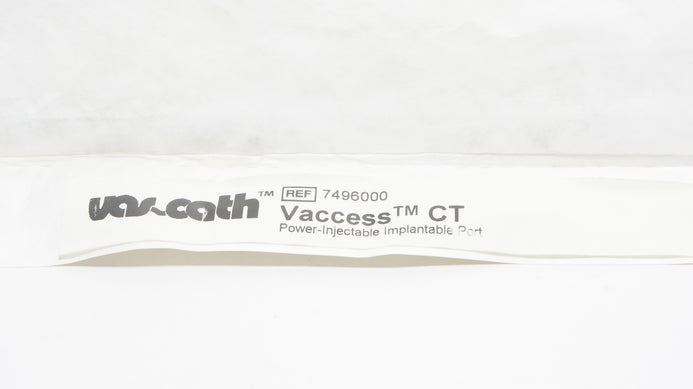 vas-cath™
REF 7496000
Vaccess™ CT
Power-Injectable Implantable Port